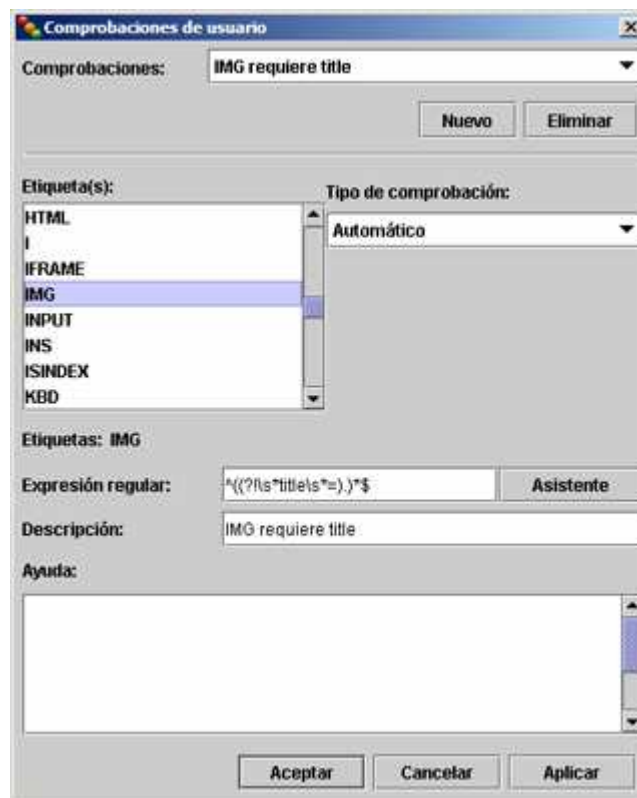 Comprobaciones de usuario
Comprobaciones: IMG requiere title
Nuevo Eliminar
Etiqueta(s):
Tipo de comprobación:
HTML
Automático
I
IFRAME
IMG
INPUT
INS
ISINDEX
KBD
Etiquetas: IMG
Expresión regular: ^((?!\s*title\s*=).)*$ Asistente
Descripción: IMG requiere title
Ayuda:
Aceptar Cancelar Aplicar